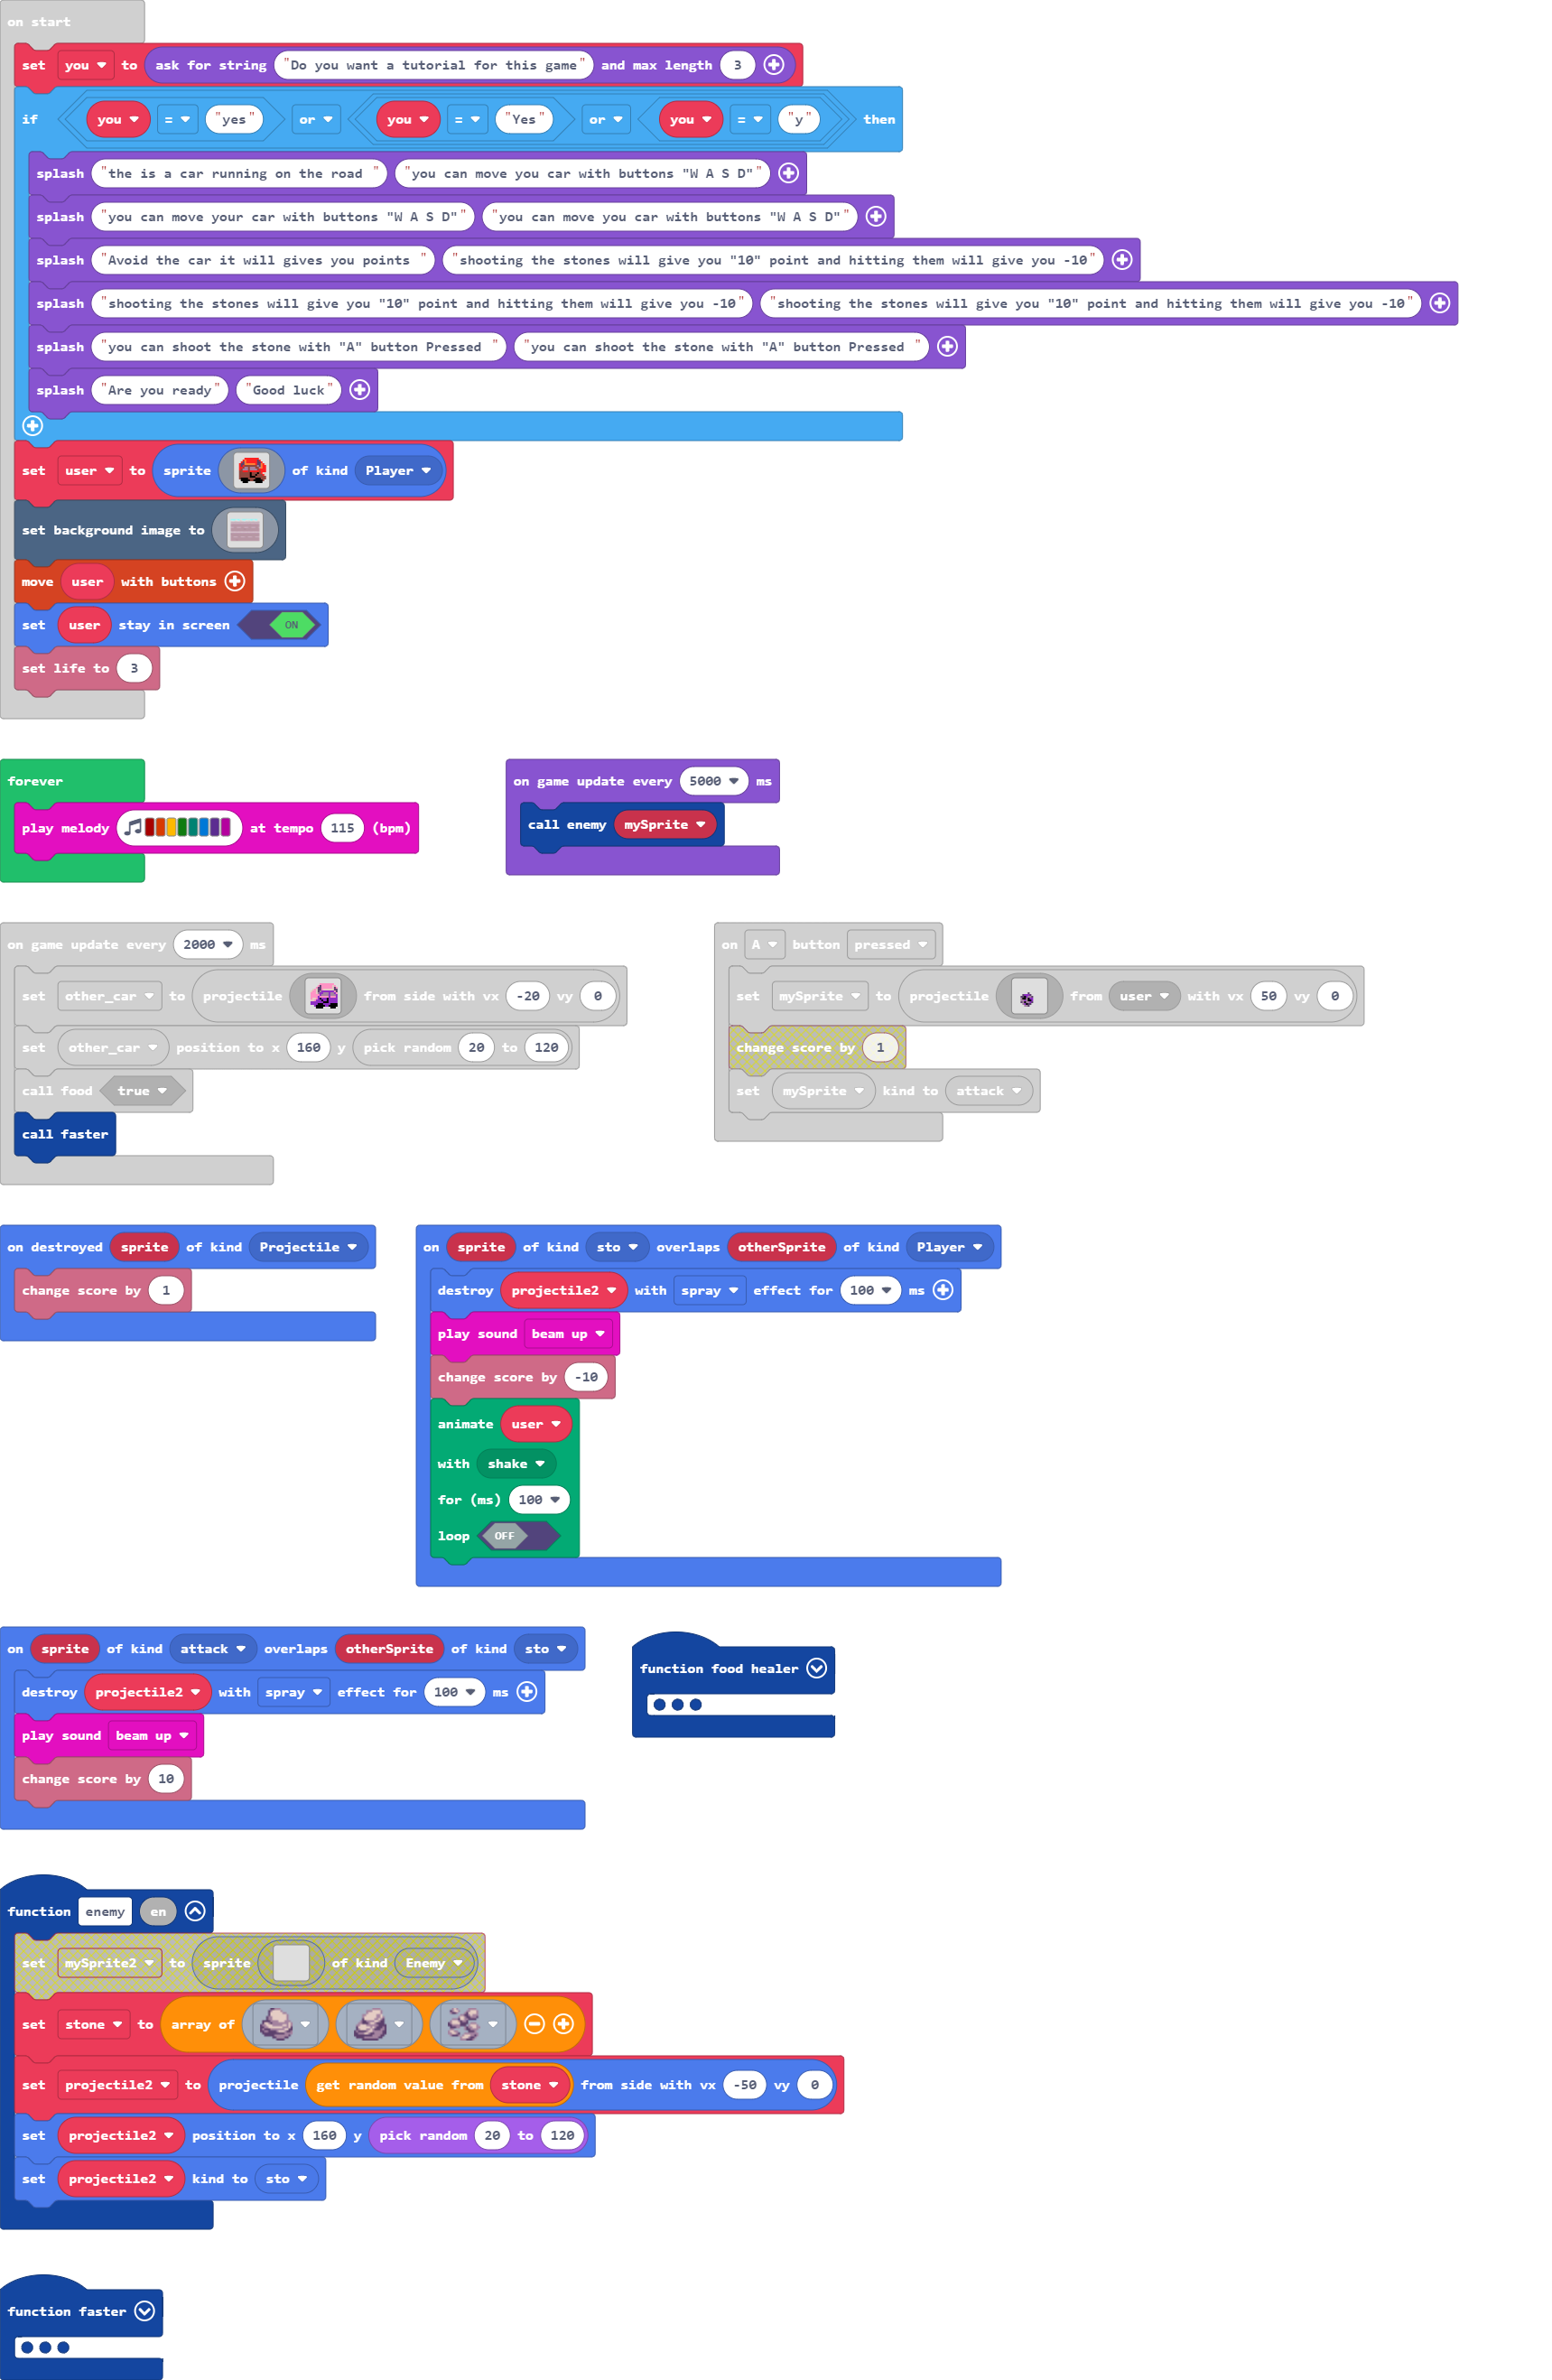 on start
set you to ask for string "Do you want a tutorial for this game" and max length 3
if you = "yes" or you = "Yes" or you = "y" then
splash "the is a car running on the road " "you can move you car with buttons "W A S D""
splash "you can move your car with buttons "W A S D"" "you can move you car with buttons "W A S D""
splash "Avoid the car it will gives you points " "shooting the stones will give you "10" point and hitting them will give you -10"
splash "shooting the stones will give you "10" point and hitting them will give you -10" "shooting the stones will give you "10" point and hitting them will give you -10"
splash "you can shoot the stone with "A" button Pressed " "you can shoot the stone with "A" button Pressed "
splash "Are you ready" "Good luck"
set user to sprite of kind Player
set background image to
move user with buttons
set user stay in screen ON
set life to 3
forever
play melody at tempo 115 (bpm)
on game update every 5000 ms
call enemy mySprite
on game update every 2000 ms
set other_car to projectile from side with vx -20 vy 0
set other_car position to x 160 y pick random 20 to 120
call food true
call faster
on A button pressed
set mySprite to projectile from user with vx 50 vy 0
change score by 1
set mySprite kind to attack
on destroyed sprite of kind Projectile
change score by 1
on sprite of kind sto overlaps otherSprite of kind Player
destroy projectile2 with spray effect for 100 ms
play sound beam up
change score by -10
animate user
with shake
for (ms) 100
loop OFF
on sprite of kind attack overlaps otherSprite of kind sto
destroy projectile2 with spray effect for 100 ms
play sound beam up
change score by 10
function food healer
function enemy en
set mySprite2 to sprite of kind Enemy
set stone to array of
set projectile2 to projectile get random value from stone from side with vx -50 vy 0
set projectile2 position to x 160 y pick random 20 to 120
set projectile2 kind to sto
function faster